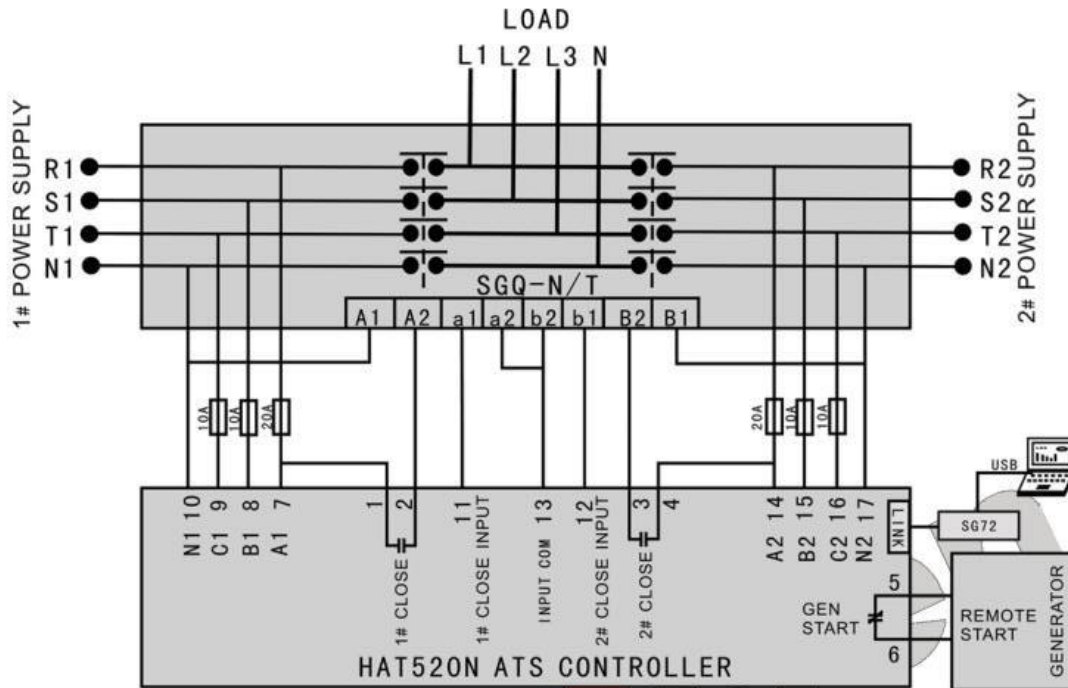 LOAD
L1 L2 L3 N
1# POWER SUPPLY
R1
S1
T1
N1
R2
S2
T2
N2
2# POWER SUPPLY
SGQ-N/T
A1 A2 a1 a2 b2 b1 B2 B1
10A 10A 20A
20A 10A 10A
N1 10
C1 9
B1 8
A1 7
1
2
1# CLOSE
1# CLOSE INPUT 11
INPUT COM 13
2# CLOSE INPUT 12
2# CLOSE 3
4
A2 14
B2 15
C2 16
N2 17
LINK
USB
SG72
5
GEN
START
6
REMOTE
START
GENERATOR
HAT520N ATS CONTROLLER